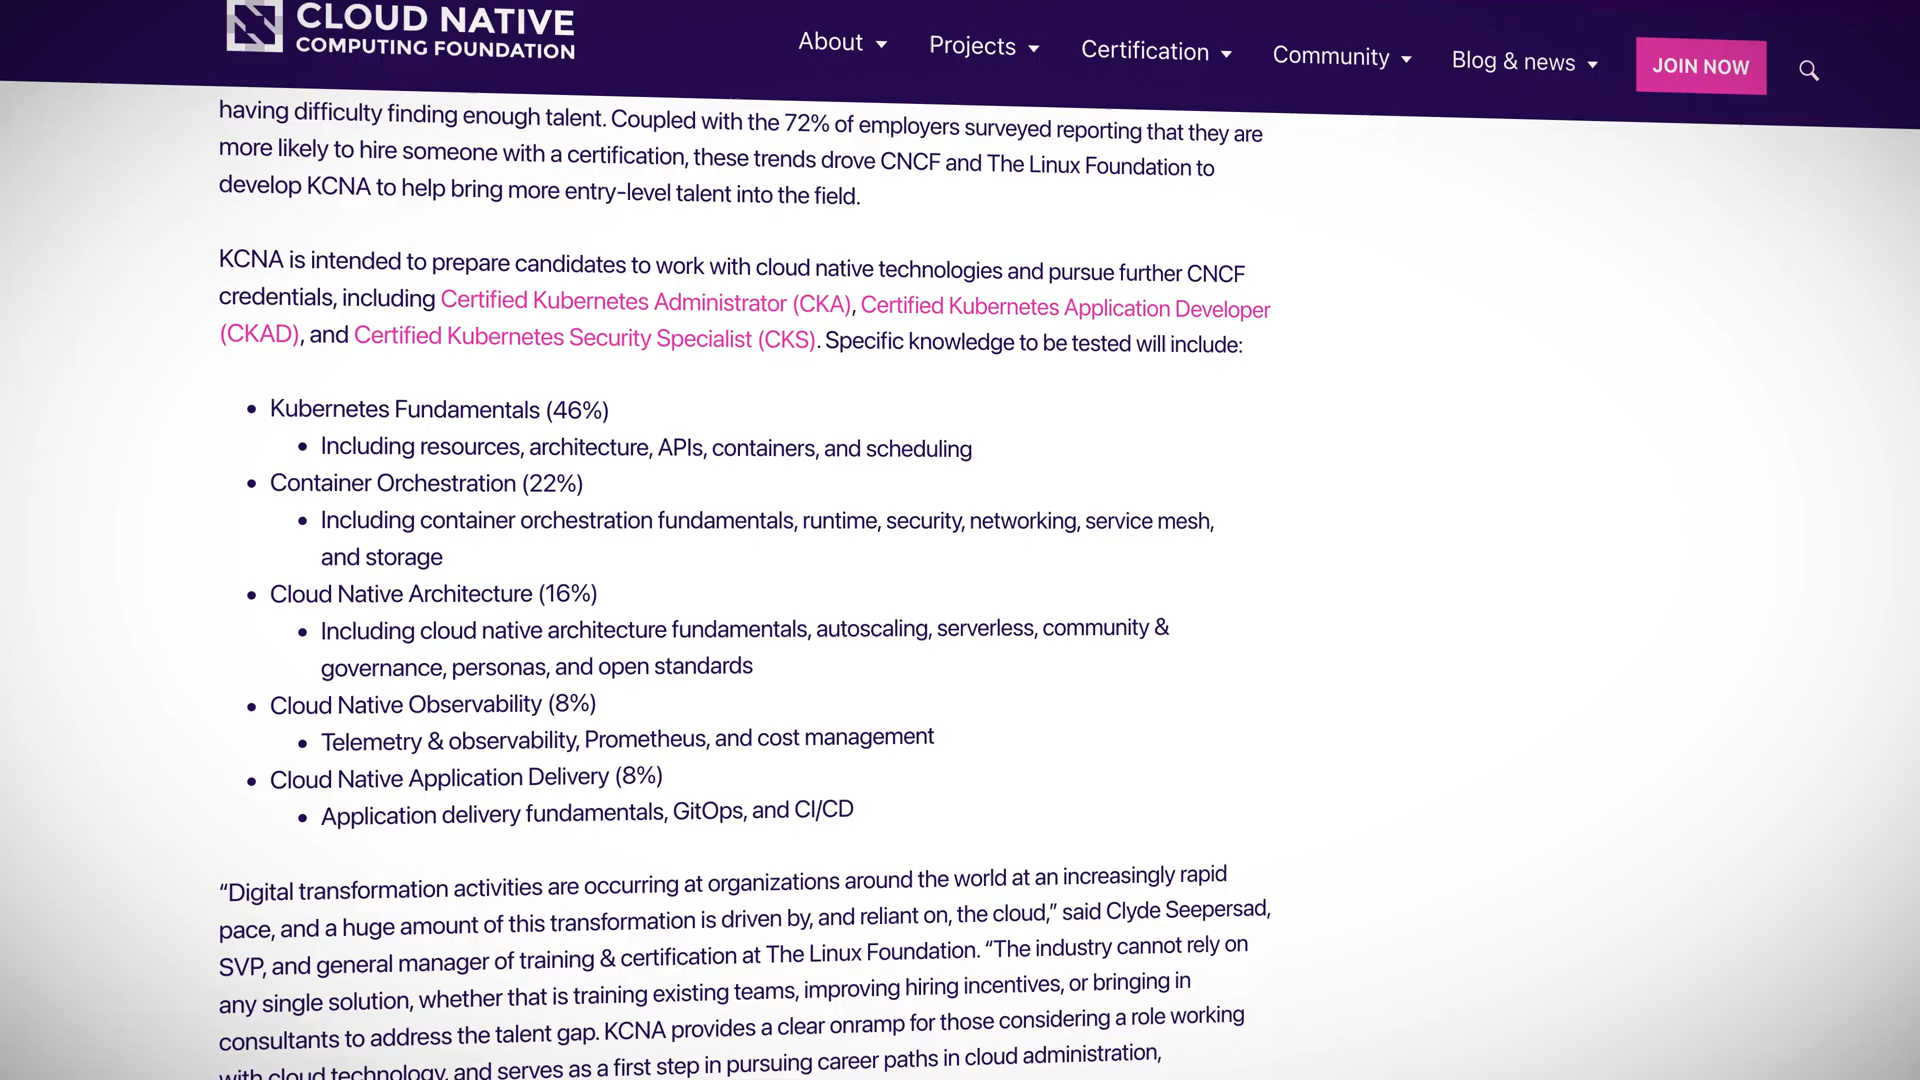 CLOUD NATIVE
COMPUTING FOUNDATION
About
Projects
Certification
Community
Blog & news
JOIN NOW
having difficulty finding enough talent. Coupled with the 72% of employers surveyed reporting that they are
more likely to hire someone with a certification, these trends drove CNCF and The Linux Foundation to
develop KCNA to help bring more entry-level talent into the field.
KCNA is intended to prepare candidates to work with cloud native technologies and pursue further CNCF
credentials, including Certified Kubernetes Administrator (CKA), Certified Kubernetes Application Developer
(CKAD), and Certified Kubernetes Security Specialist (CKS). Specific knowledge to be tested will include:
• Kubernetes Fundamentals (46%)
• Including resources, architecture, APIs, containers, and scheduling
• Container Orchestration (22%)
• Including container orchestration fundamentals, runtime, security, networking, service mesh,
and storage
• Cloud Native Architecture (16%)
• Including cloud native architecture fundamentals, autoscaling, serverless, community &
governance, personas, and open standards
• Cloud Native Observability (8%)
• Telemetry & observability, Prometheus, and cost management
• Cloud Native Application Delivery (8%)
• Application delivery fundamentals, GitOps, and CI/CD
“Digital transformation activities are occurring at organizations around the world at an increasingly rapid
pace, and a huge amount of this transformation is driven by, and reliant on, the cloud,” said Clyde Seepersad,
SVP, and general manager of training & certification at The Linux Foundation. “The industry cannot rely on
any single solution, whether that is training existing teams, improving hiring incentives, or bringing in
consultants to address the talent gap. KCNA provides a clear onramp for those considering a role working
with cloud technology, and serves as a first step in pursuing career paths in cloud administration,